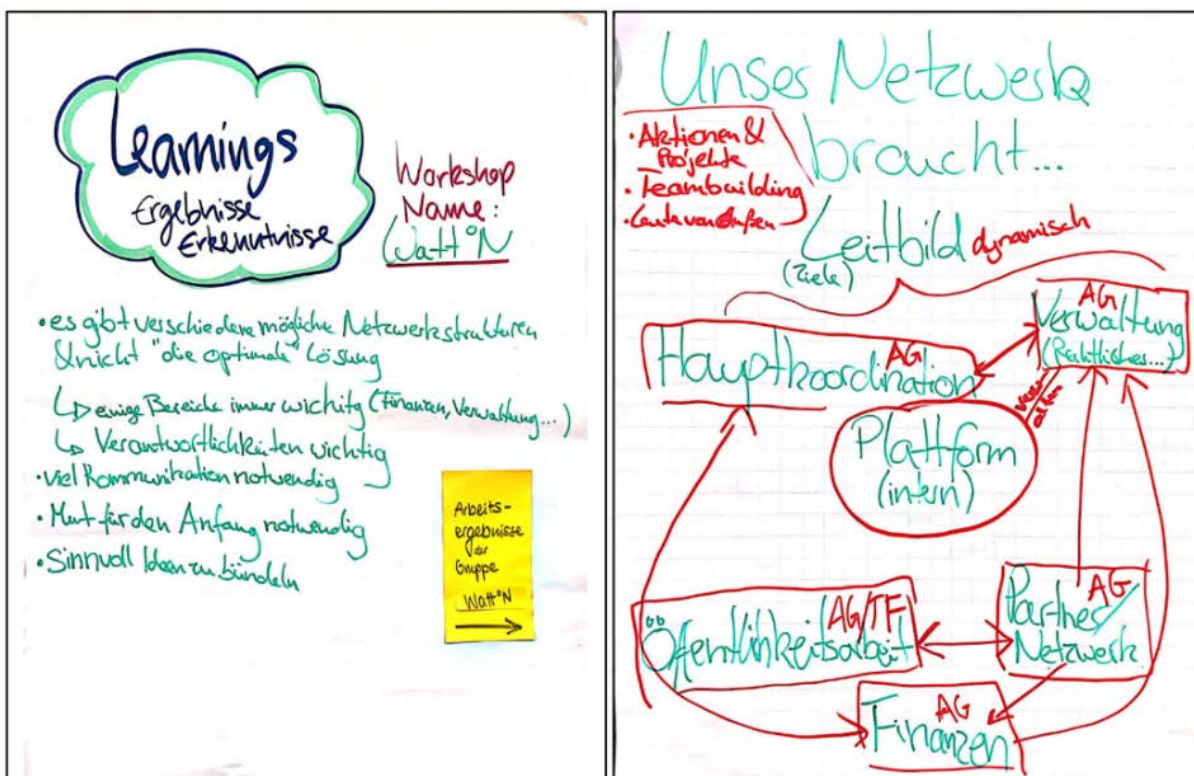 Learnings
Ergebnisse
Erkenntnisse
Workshop
Name:
Watt°N
• es gibt verschiedene mögliche Netzwerkstrukturen
& nicht "die optimale" Lösung
↳ einige Bereiche immer wichitg (Finanzen, Verwaltung...)
↳ Verantwortlichkeiten wichtig
• viel Kommunikation notwendig
• Mut für den Anfang notwendig
• Sinnvoll Ideen zu bündeln
Arbeits-
ergebnisse
der
Gruppe
Watt°N
Unser Netzwerk
braucht...
• Aktionen &
Projekte
• Teambuilding
• Leute von Außen
Leitbild dynamisch
(Ziele)
AG
Verwaltung
(Rechtliches...)
AG
Hauptkoordination
Plattform
(intern)
AG/TF
Öffentlichkeitsarbeit
AG
Partner/
Netzwerk
AG
Finanzen